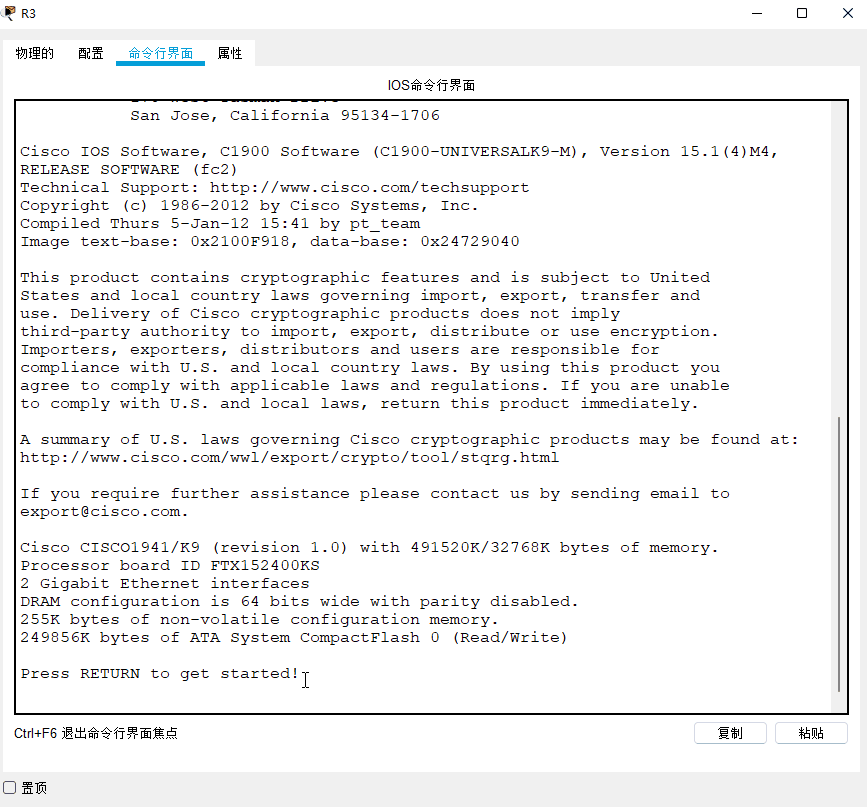 R3
物理的 配置 命令行界面 属性
IOS命令行界面
San Jose, California 95134-1706
Cisco IOS Software, C1900 Software (C1900-UNIVERSALK9-M), Version 15.1(4)M4,
RELEASE SOFTWARE (fc2)
Technical Support: http://www.cisco.com/techsupport
Copyright (c) 1986-2012 by Cisco Systems, Inc.
Compiled Thurs 5-Jan-12 15:41 by pt_team
Image text-base: 0x2100F918, data-base: 0x24729040
This product contains cryptographic features and is subject to United
States and local country laws governing import, export, transfer and
use. Delivery of Cisco cryptographic products does not imply
third-party authority to import, export, distribute or use encryption.
Importers, exporters, distributors and users are responsible for
compliance with U.S. and local country laws. By using this product you
agree to comply with applicable laws and regulations. If you are unable
to comply with U.S. and local laws, return this product immediately.
A summary of U.S. laws governing Cisco cryptographic products may be found at:
http://www.cisco.com/wwl/export/crypto/tool/stqrg.html
If you require further assistance please contact us by sending email to
export@cisco.com.
Cisco CISCO1941/K9 (revision 1.0) with 491520K/32768K bytes of memory.
Processor board ID FTX152400KS
2 Gigabit Ethernet interfaces
DRAM configuration is 64 bits wide with parity disabled.
255K bytes of non-volatile configuration memory.
249856K bytes of ATA System CompactFlash 0 (Read/Write)
Press RETURN to get started!
Ctrl+F6 退出命令行界面焦点 复制 粘贴
置顶